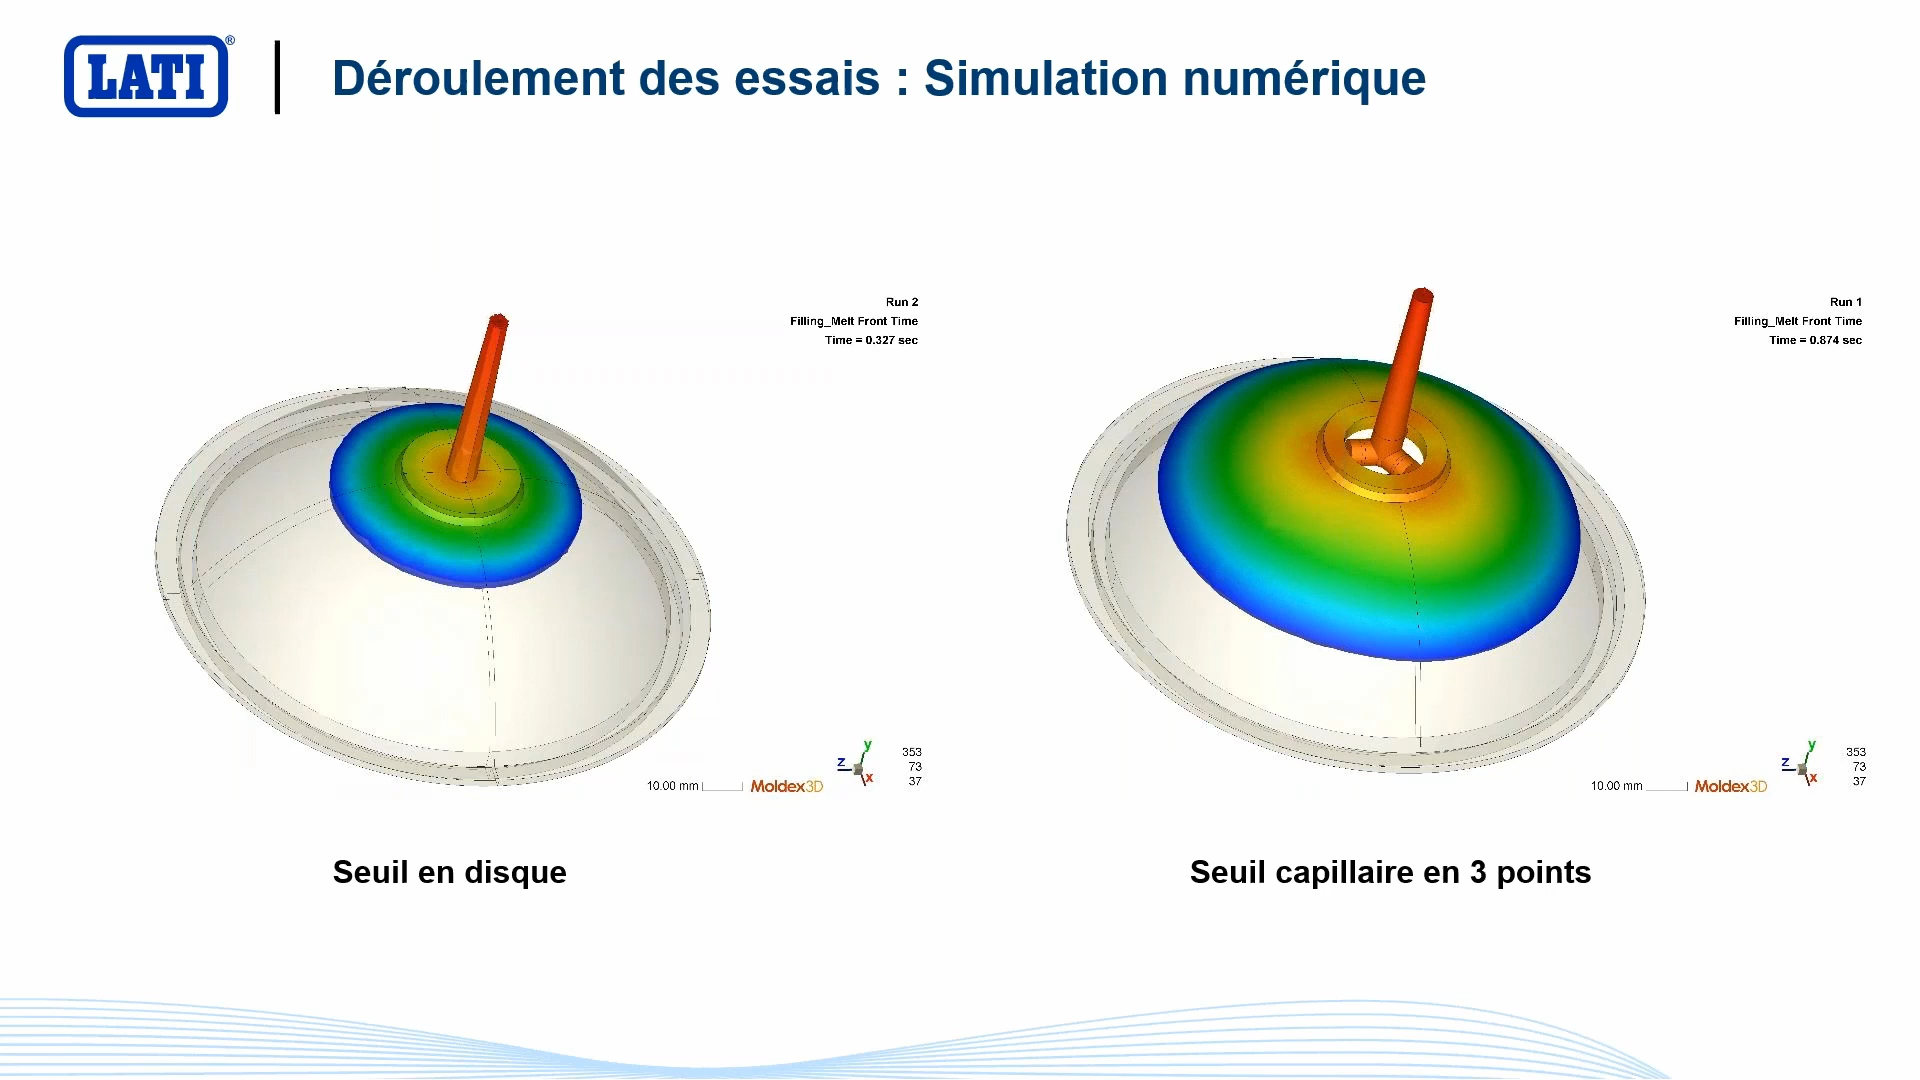 LATI®
Déroulement des essais : Simulation numérique
Run 2
Filling_Melt Front Time
Time = 0.327 sec
y
z
x
353
73
37
10.00 mm
Moldex3D
Seuil en disque
Run 1
Filling_Melt Front Time
Time = 0.874 sec
y
z
x
353
73
37
10.00 mm
Moldex3D
Seuil capillaire en 3 points